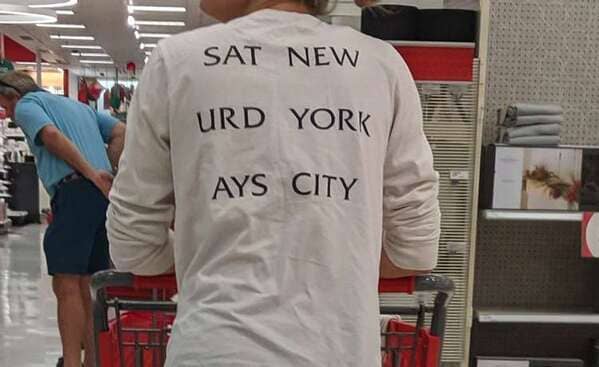 SAT NEW
URD YORK
AYS CITY